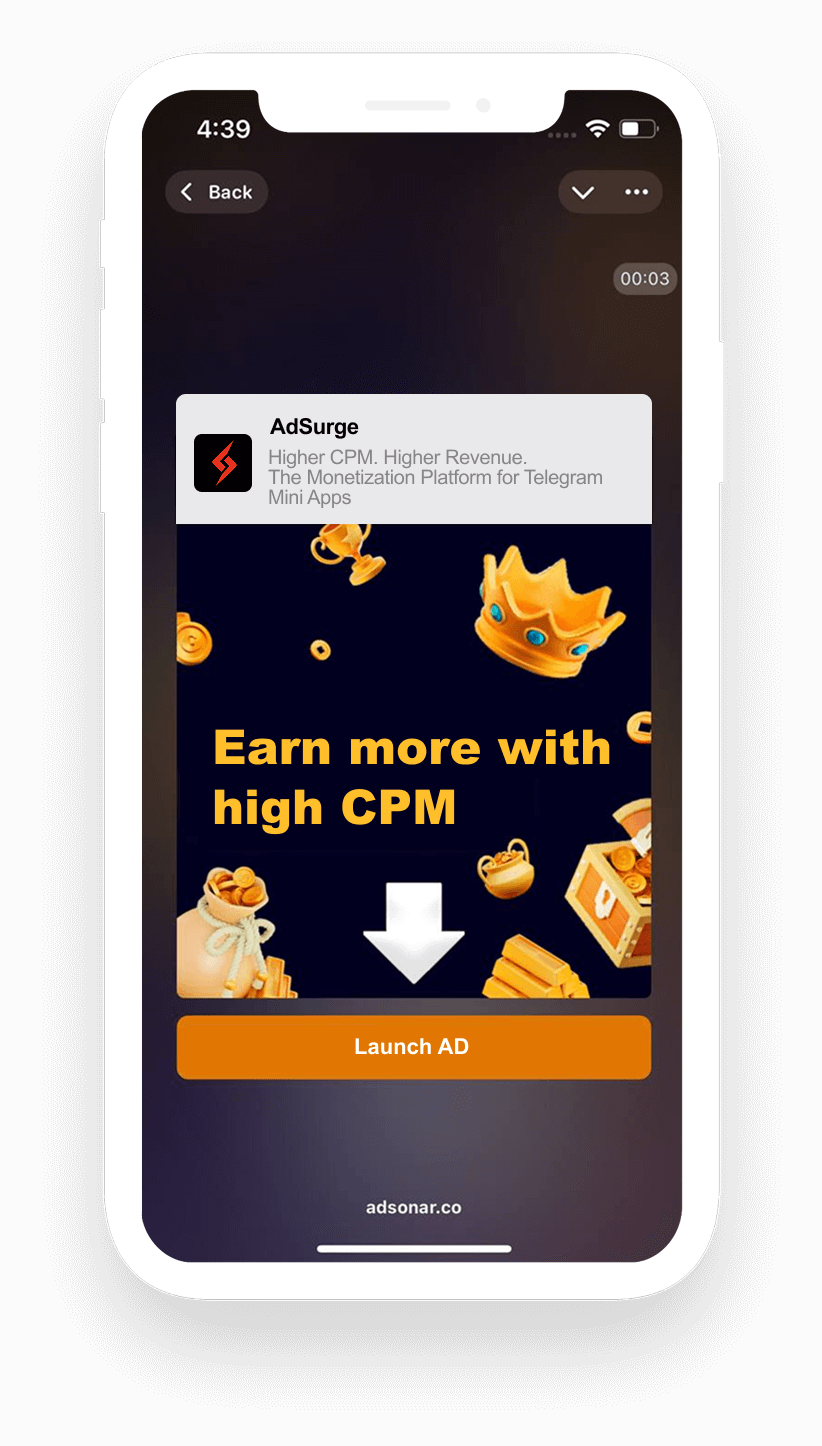 4:39
Back
00:03
AdSurge
Higher CPM. Higher Revenue.
The Monetization Platform for Telegram
Mini Apps
Earn more with
high CPM
Launch AD
adsonar.co